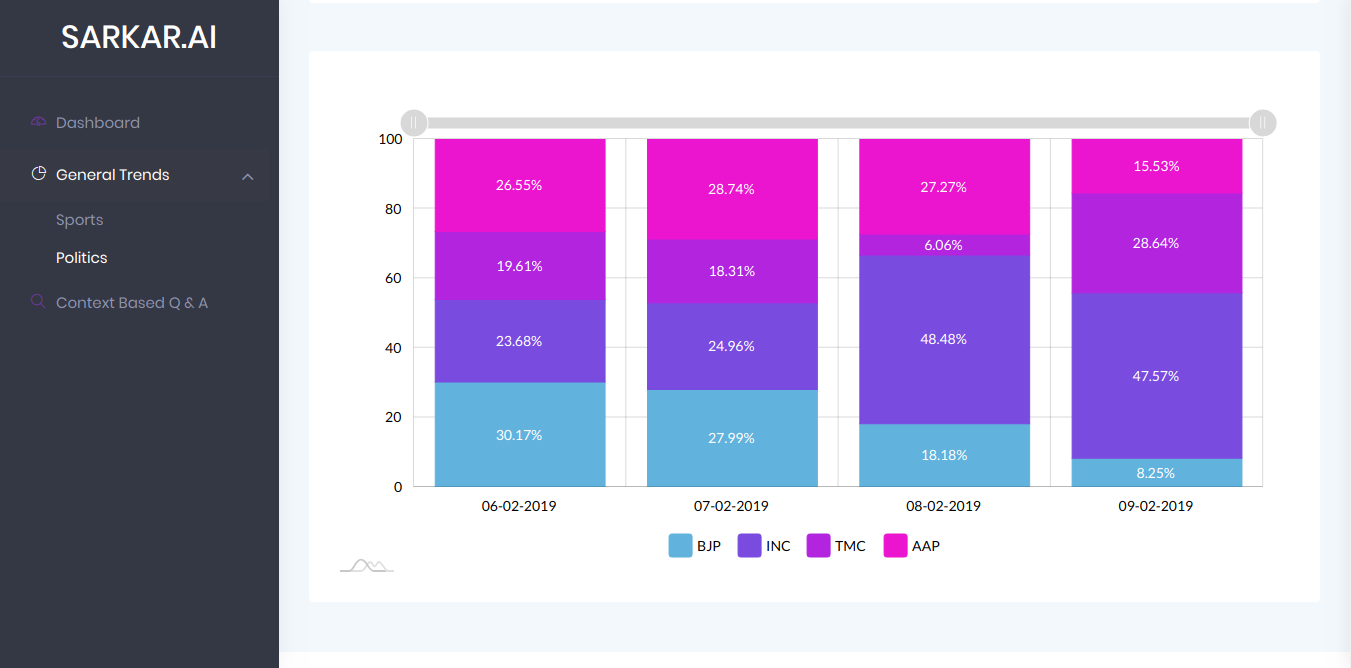 SARKAR.AI
Dashboard
General Trends
Sports
Politics
Context Based Q & A
100
80
60
40
20
0
26.55% 28.74% 27.27% 15.53%
19.61% 18.31% 6.06% 28.64%
23.68% 24.96% 48.48% 47.57%
30.17% 27.99% 18.18% 8.25%
06-02-2019 07-02-2019 08-02-2019 09-02-2019
BJP INC TMC AAP